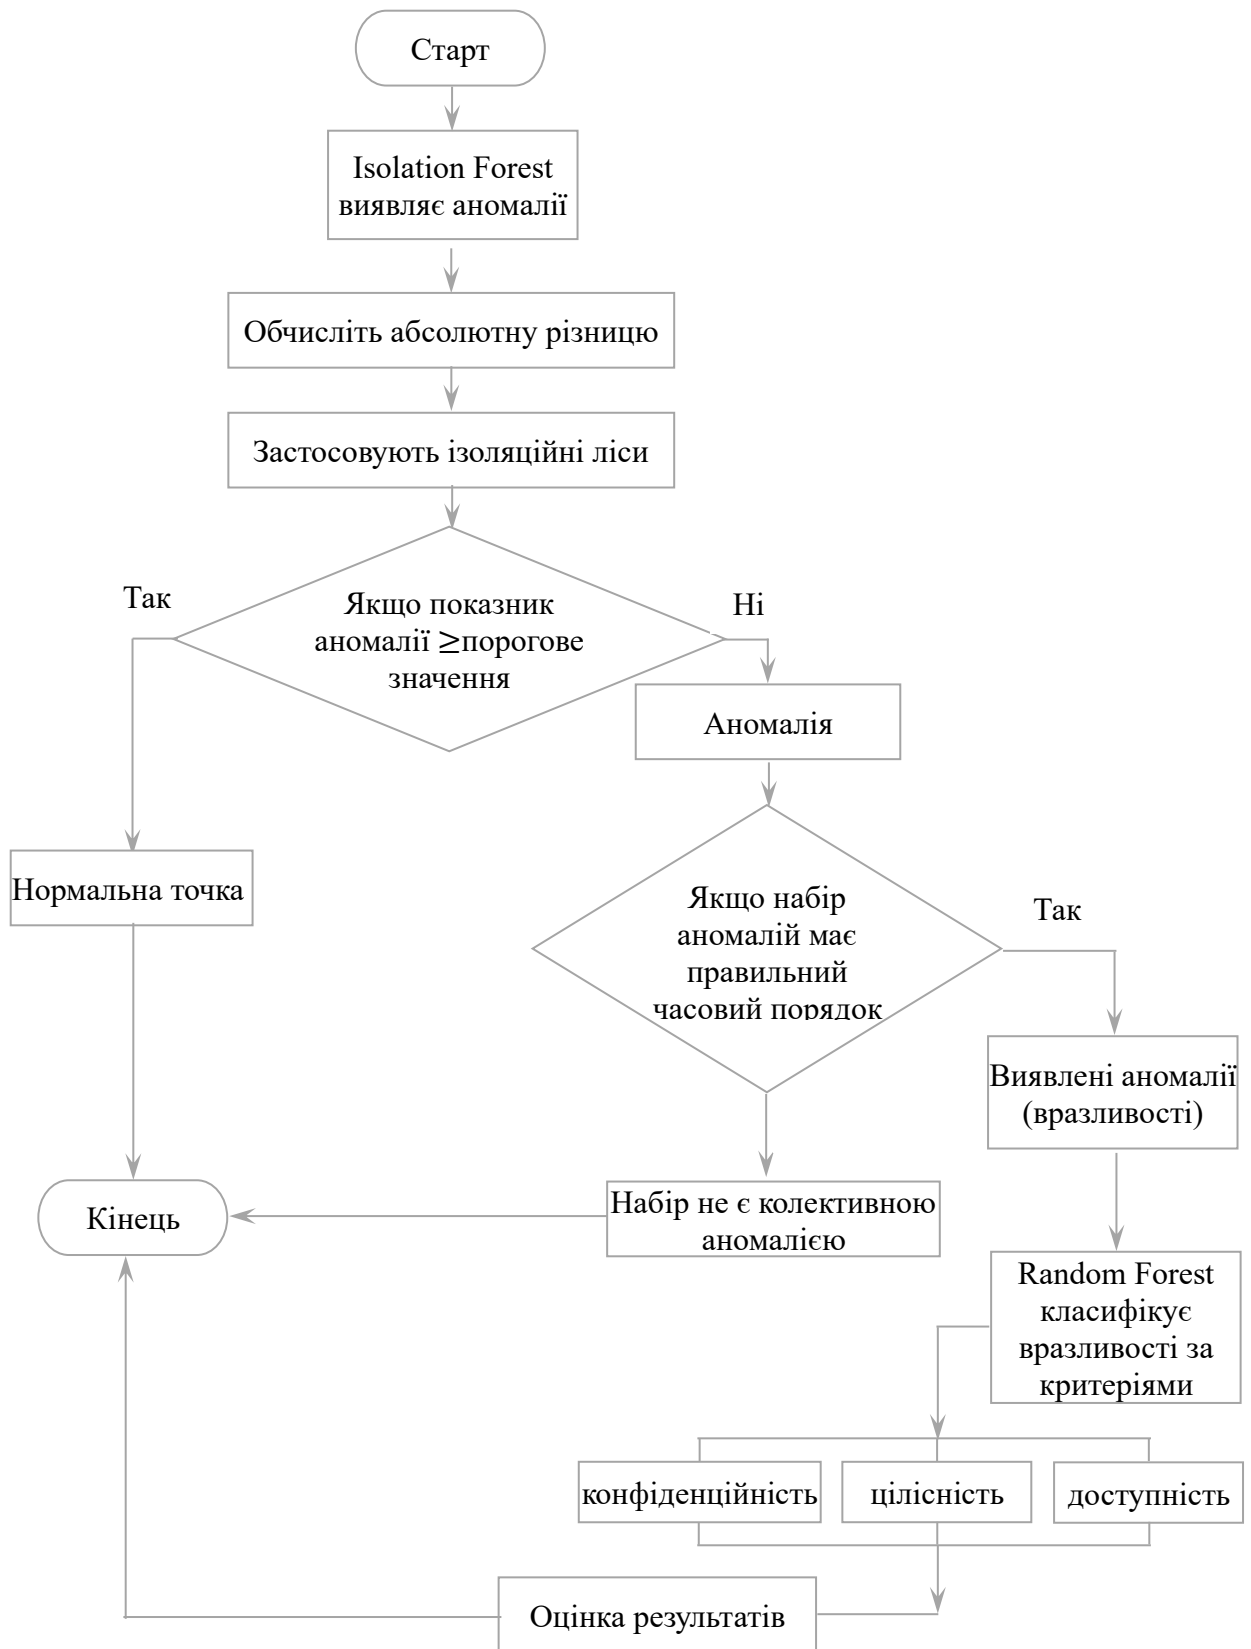 Старт
Isolation Forest
виявляє аномалії
Обчисліть абсолютну різницю
Застосовують ізоляційні ліси
Так
Якщо показник
аномалії ≥порогове
значення
Ні
Аномалія
Нормальна точка
Якщо набір
аномалій має
правильний
часовий порядок
Так
Виявлені аномалії
(вразливості)
Кінець
Набір не є колективною
аномалією
Random Forest
класифікує
вразливості за
критеріями
конфіденційність
цілісність
доступність
Оцінка результатів